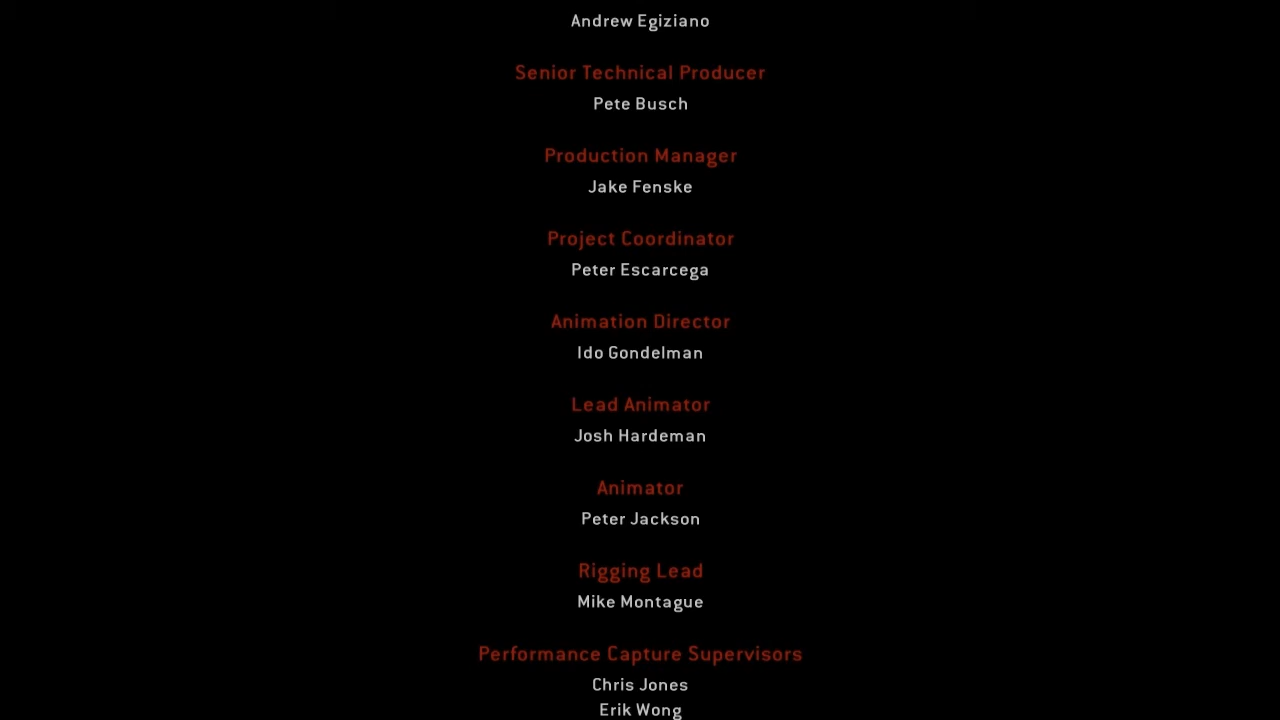 Andrew Egiziano
Senior Technical Producer
Pete Busch
Production Manager
Jake Fenske
Project Coordinator
Peter Escarcega
Animation Director
Ido Gondelman
Lead Animator
Josh Hardeman
Animator
Peter Jackson
Rigging Lead
Mike Montague
Performance Capture Supervisors
Chris Jones
Erik Wong